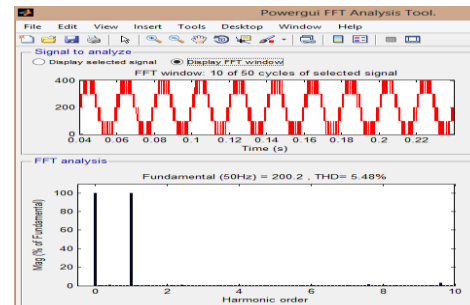 Powergui FFT Analysis Tool.
File Edit View Insert Tools Desktop Window Help
Signal to analyze
Display selected signal Display FFT window
FFT window: 10 of 50 cycles of selected signal
400
200
0
0.04 0.06 0.08 0.1 0.12 0.14 0.16 0.18 0.2 0.22
Time (s)
FFT analysis
Fundamental (50Hz) = 200.2 , THD= 5.48%
Mag (% of Fundamental)
100
80
60
40
20
0
0 2 4 6 8 10
Harmonic order